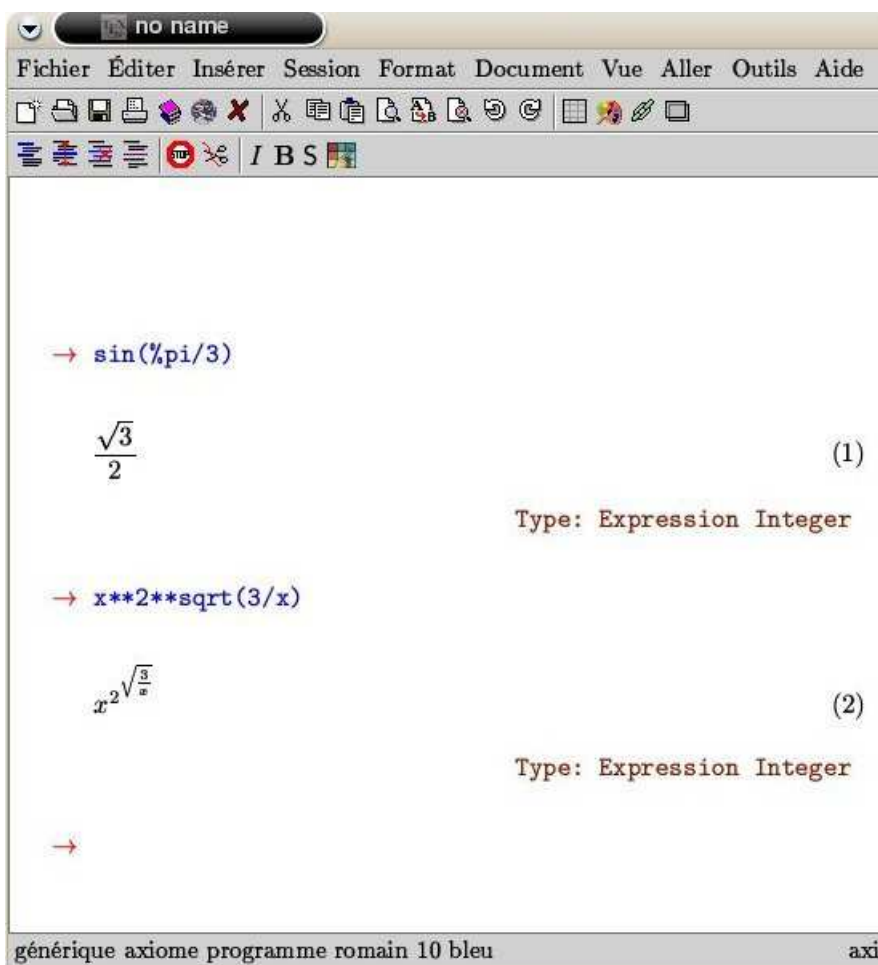 no name
Fichier Éditer Insérer Session Format Document Vue Aller Outils Aide
STOP I B S
→ sin(%pi/3)
√3/2 (1)
Type: Expression Integer
→ x**2**sqrt(3/x)
x^2^√(3/x) (2)
Type: Expression Integer
→
générique axiome programme romain 10 bleu axi